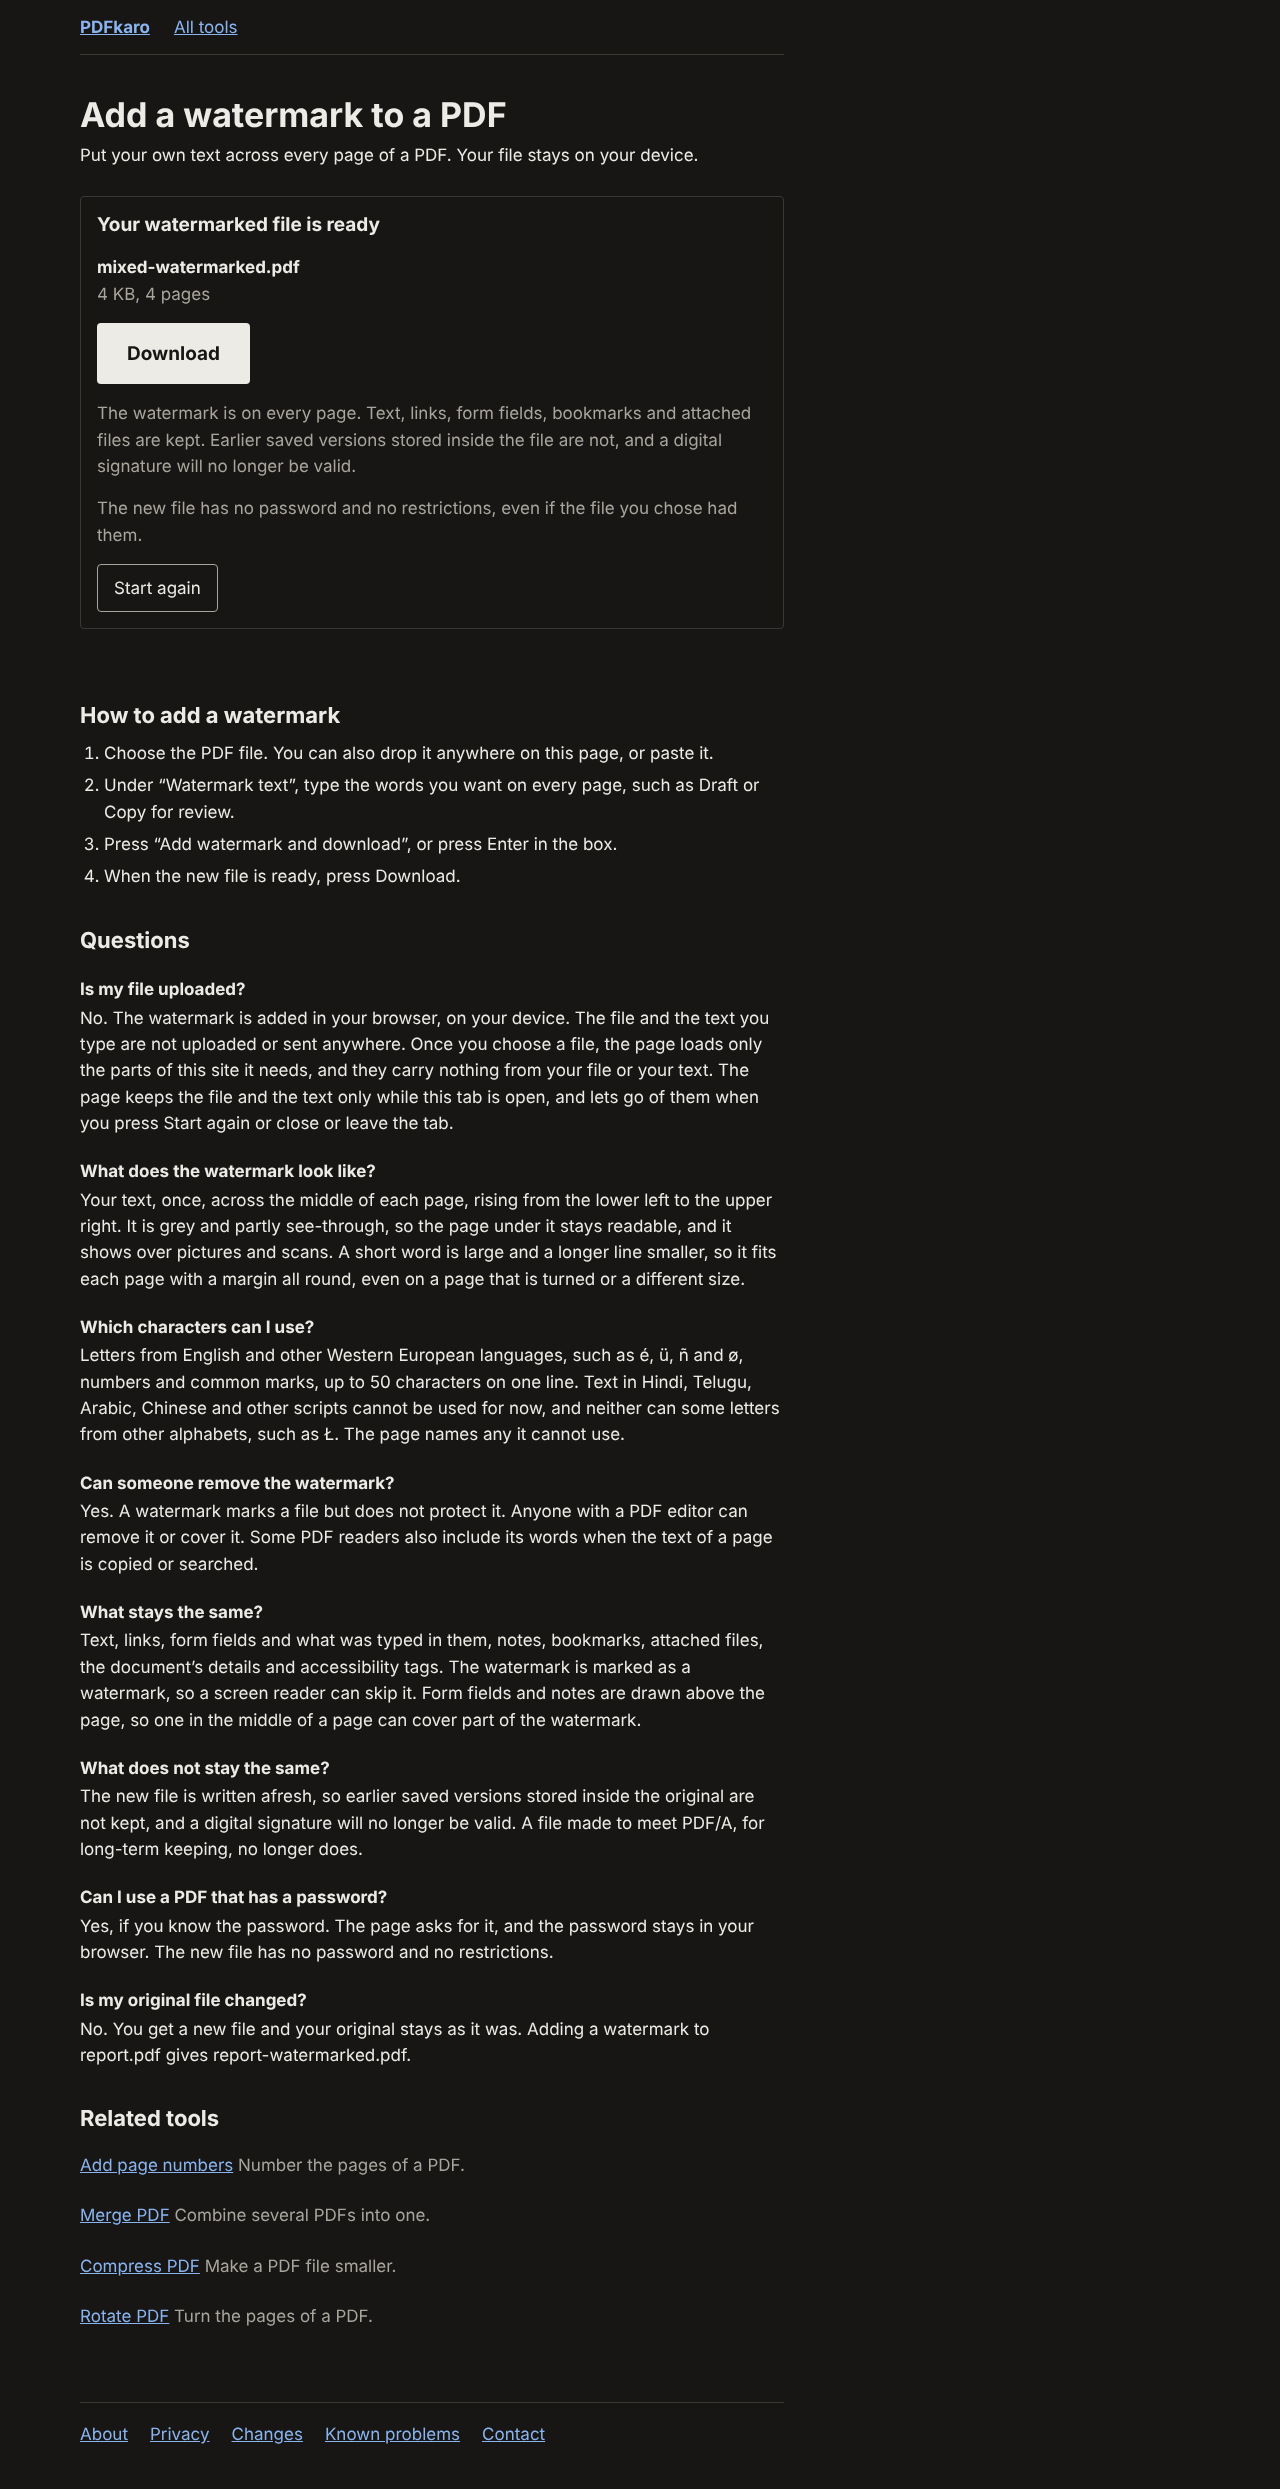 PDFkaro All tools
Add a watermark to a PDF
Put your own text across every page of a PDF. Your file stays on your device.
Your watermarked file is ready
mixed-watermarked.pdf
4 KB, 4 pages
Download
The watermark is on every page. Text, links, form fields, bookmarks and attached
files are kept. Earlier saved versions stored inside the file are not, and a digital
signature will no longer be valid.
The new file has no password and no restrictions, even if the file you chose had
them.
Start again
How to add a watermark
1. Choose the PDF file. You can also drop it anywhere on this page, or paste it.
2. Under “Watermark text”, type the words you want on every page, such as Draft or
Copy for review.
3. Press “Add watermark and download”, or press Enter in the box.
4. When the new file is ready, press Download.
Questions
Is my file uploaded?
No. The watermark is added in your browser, on your device. The file and the text you
type are not uploaded or sent anywhere. Once you choose a file, the page loads only
the parts of this site it needs, and they carry nothing from your file or your text. The
page keeps the file and the text only while this tab is open, and lets go of them when
you press Start again or close or leave the tab.
What does the watermark look like?
Your text, once, across the middle of each page, rising from the lower left to the upper
right. It is grey and partly see-through, so the page under it stays readable, and it
shows over pictures and scans. A short word is large and a longer line smaller, so it fits
each page with a margin all round, even on a page that is turned or a different size.
Which characters can I use?
Letters from English and other Western European languages, such as é, ü, ñ and ø,
numbers and common marks, up to 50 characters on one line. Text in Hindi, Telugu,
Arabic, Chinese and other scripts cannot be used for now, and neither can some letters
from other alphabets, such as Ł. The page names any it cannot use.
Can someone remove the watermark?
Yes. A watermark marks a file but does not protect it. Anyone with a PDF editor can
remove it or cover it. Some PDF readers also include its words when the text of a page
is copied or searched.
What stays the same?
Text, links, form fields and what was typed in them, notes, bookmarks, attached files,
the document’s details and accessibility tags. The watermark is marked as a
watermark, so a screen reader can skip it. Form fields and notes are drawn above the
page, so one in the middle of a page can cover part of the watermark.
What does not stay the same?
The new file is written afresh, so earlier saved versions stored inside the original are
not kept, and a digital signature will no longer be valid. A file made to meet PDF/A, for
long-term keeping, no longer does.
Can I use a PDF that has a password?
Yes, if you know the password. The page asks for it, and the password stays in your
browser. The new file has no password and no restrictions.
Is my original file changed?
No. You get a new file and your original stays as it was. Adding a watermark to
report.pdf gives report-watermarked.pdf.
Related tools
Add page numbers Number the pages of a PDF.
Merge PDF Combine several PDFs into one.
Compress PDF Make a PDF file smaller.
Rotate PDF Turn the pages of a PDF.
About Privacy Changes Known problems Contact